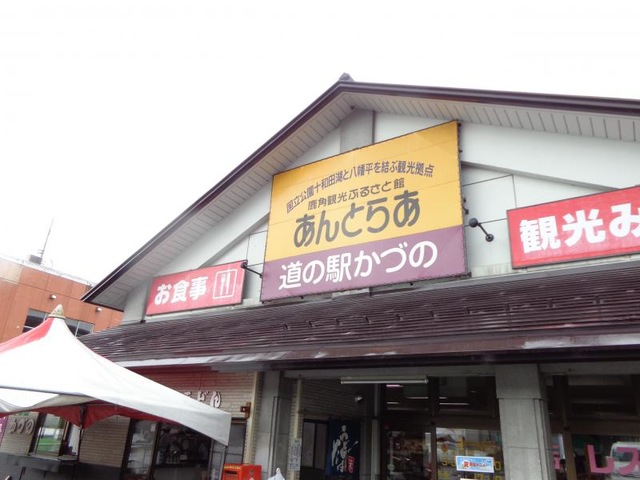 国立公園十和田湖と八幡平を結ぶ観光拠点
鹿角観光ふるさと館
あんとらあ
道の駅かづの
お食事
観光み
レス